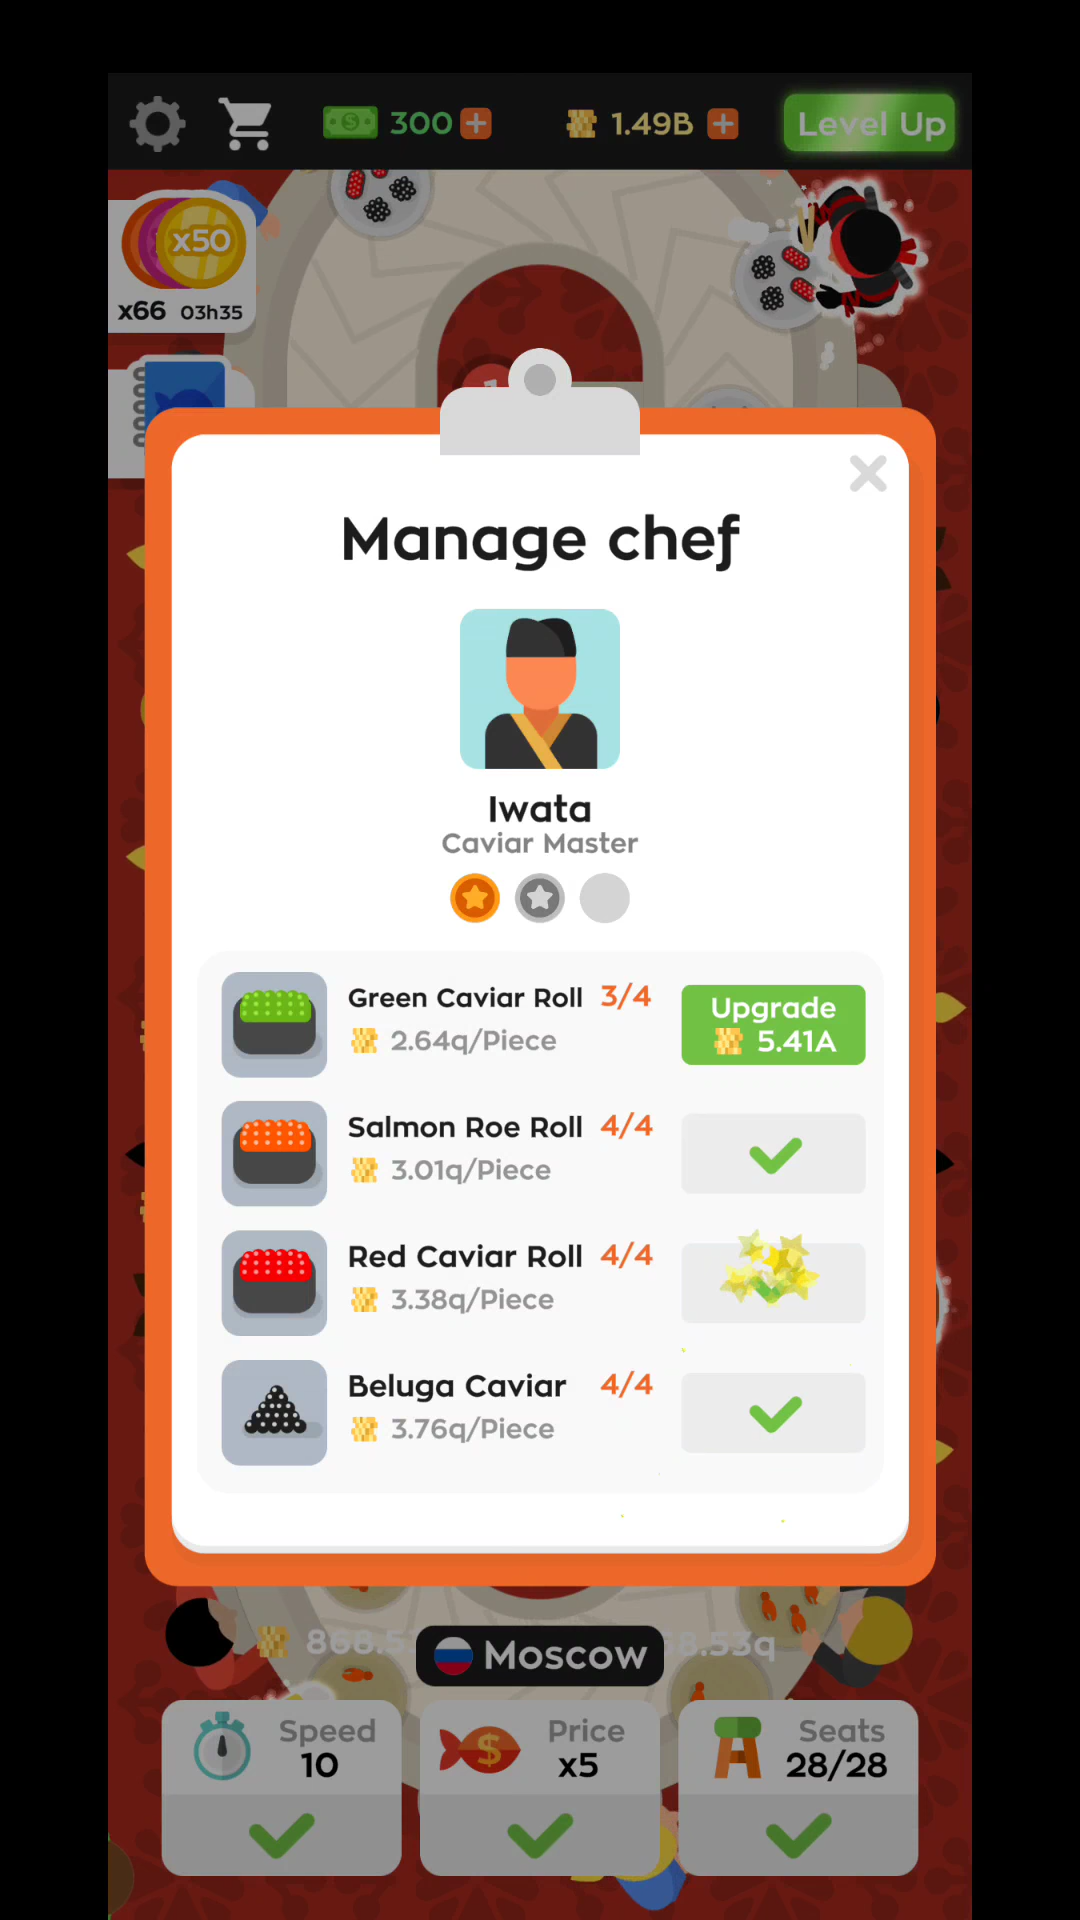 300
1.49B
Level Up
x50
x66 03h35
Manage chef
Iwata
Caviar Master
Green Caviar Roll 3/4
2.64q/Piece
Upgrade
5.41A
Salmon Roe Roll 4/4
3.01q/Piece
Red Caviar Roll 4/4
3.38q/Piece
Beluga Caviar 4/4
3.76q/Piece
Moscow
Speed
10
Price
x5
Seats
28/28